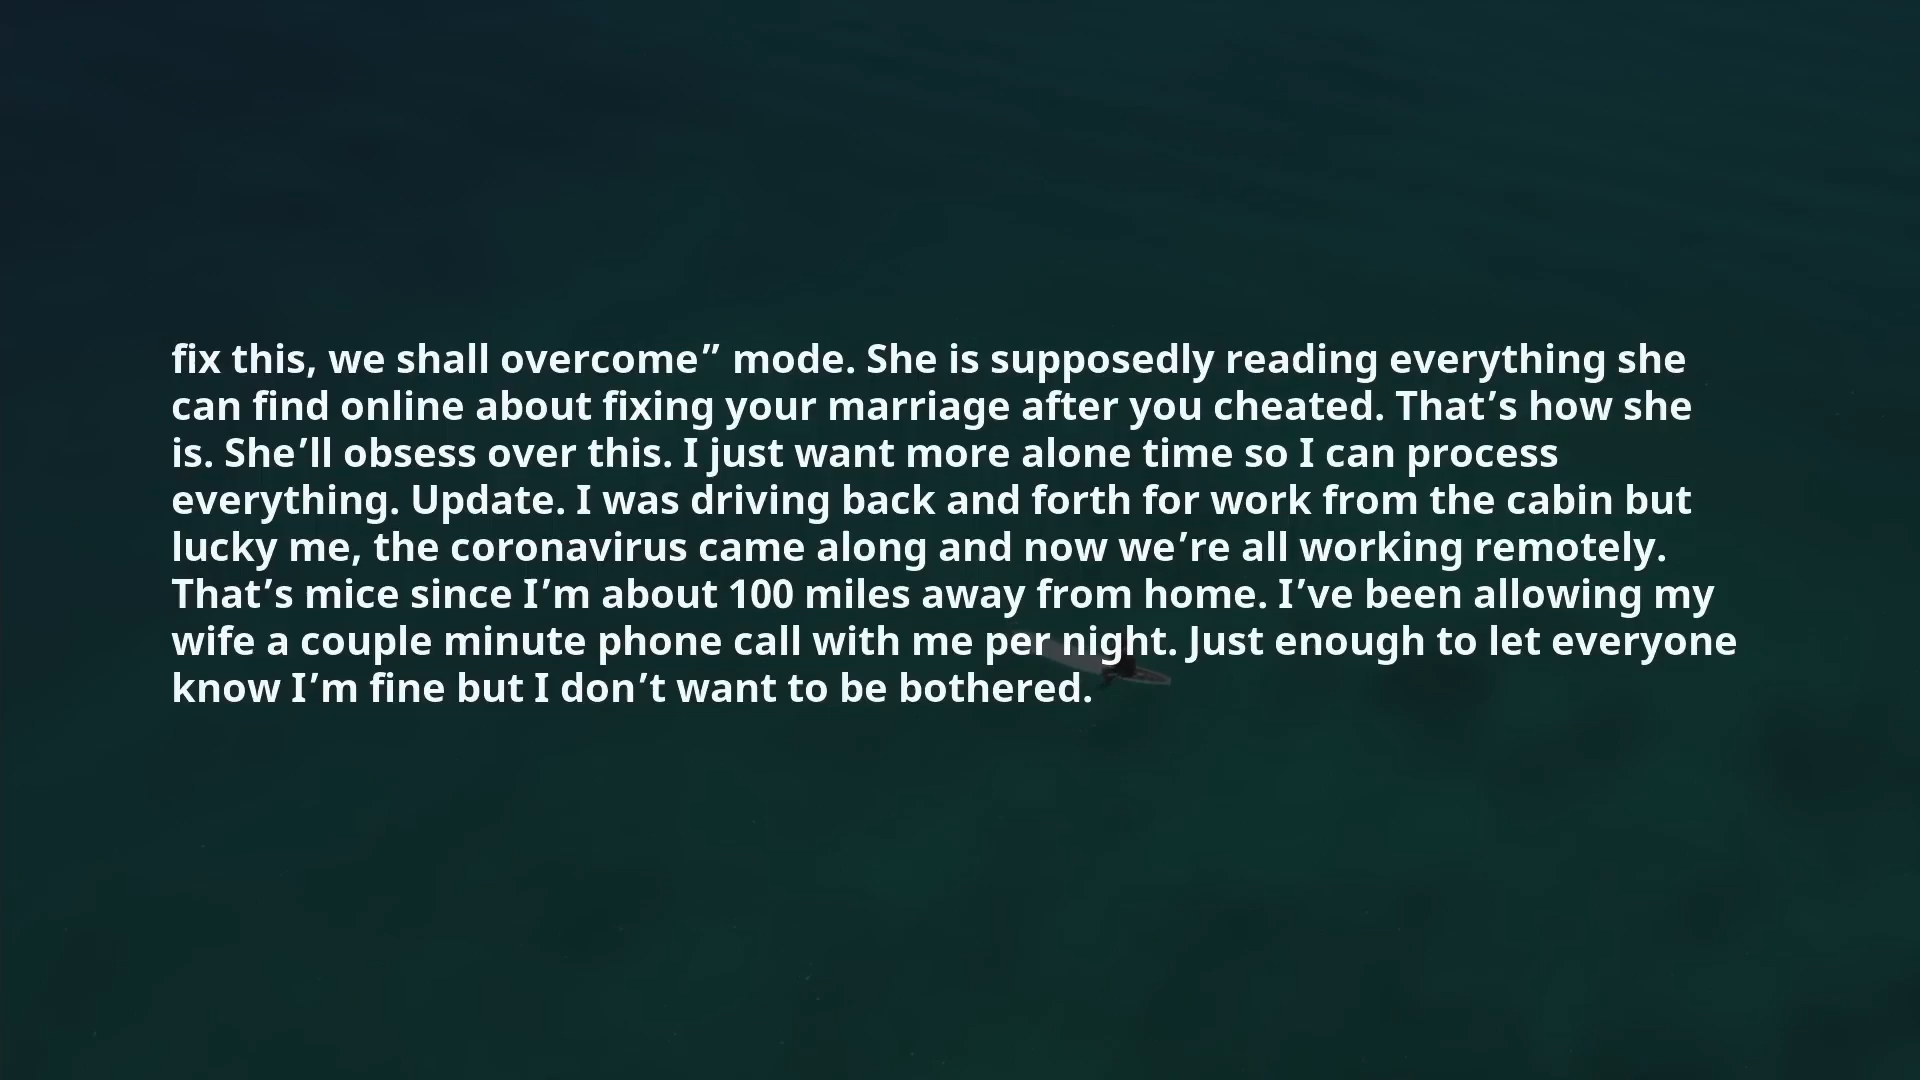 fix this, we shall overcome” mode. She is supposedly reading everything she
can find online about fixing your marriage after you cheated. That’s how she
is. She’ll obsess over this. I just want more alone time so I can process
everything. Update. I was driving back and forth for work from the cabin but
lucky me, the coronavirus came along and now we’re all working remotely.
That’s mice since I’m about 100 miles away from home. I’ve been allowing my
wife a couple minute phone call with me per night. Just enough to let everyone
know I’m fine but I don’t want to be bothered.